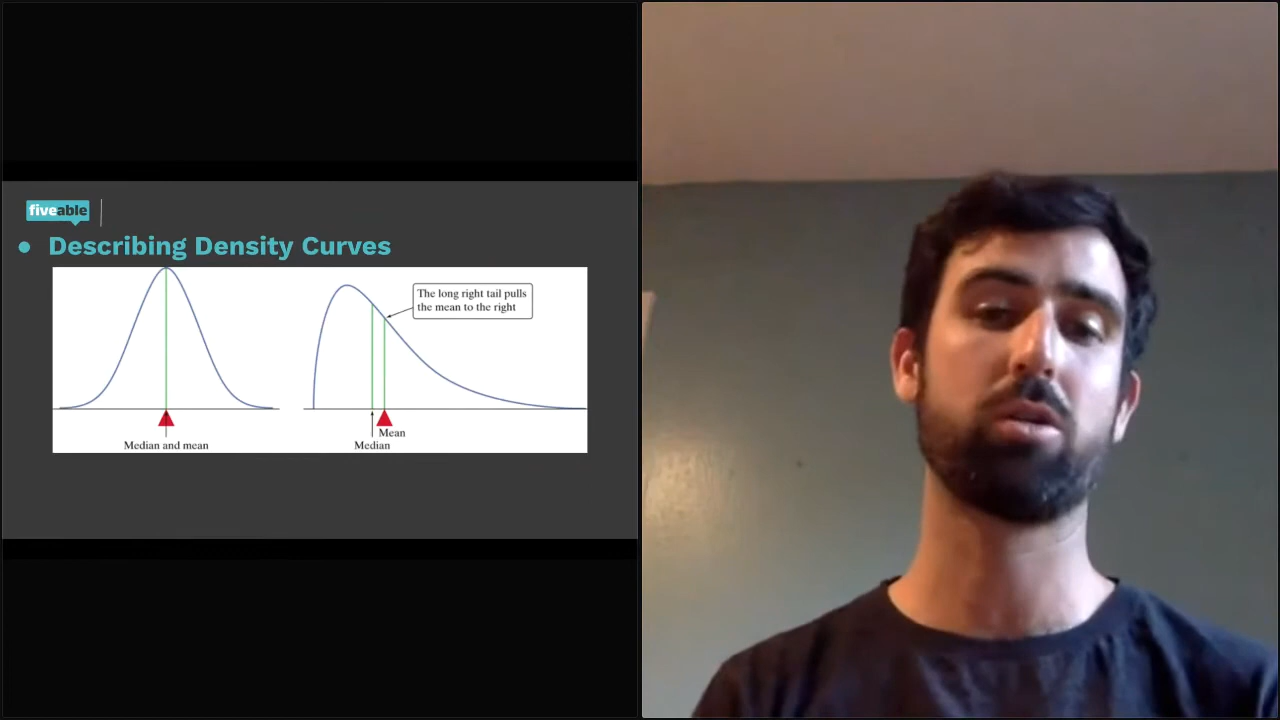 fiveable
● Describing Density Curves
The long right tail pulls
the mean to the right
Median and mean
Mean
Median